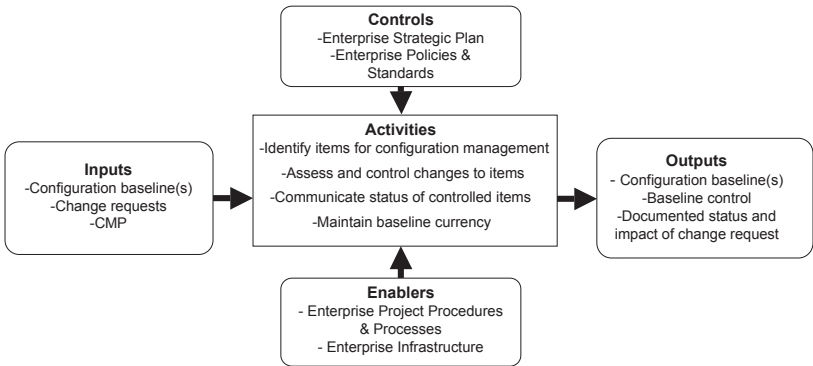 Controls
-Enterprise Strategic Plan
-Enterprise Policies &
Standards
Inputs
-Configuration baseline(s)
-Change requests
-CMP
Activities
-Identify items for configuration management
-Assess and control changes to items
-Communicate status of controlled items
-Maintain baseline currency
Outputs
- Configuration baseline(s)
-Baseline control
-Documented status and
impact of change request
Enablers
- Enterprise Project Procedures
& Processes
- Enterprise Infrastructure